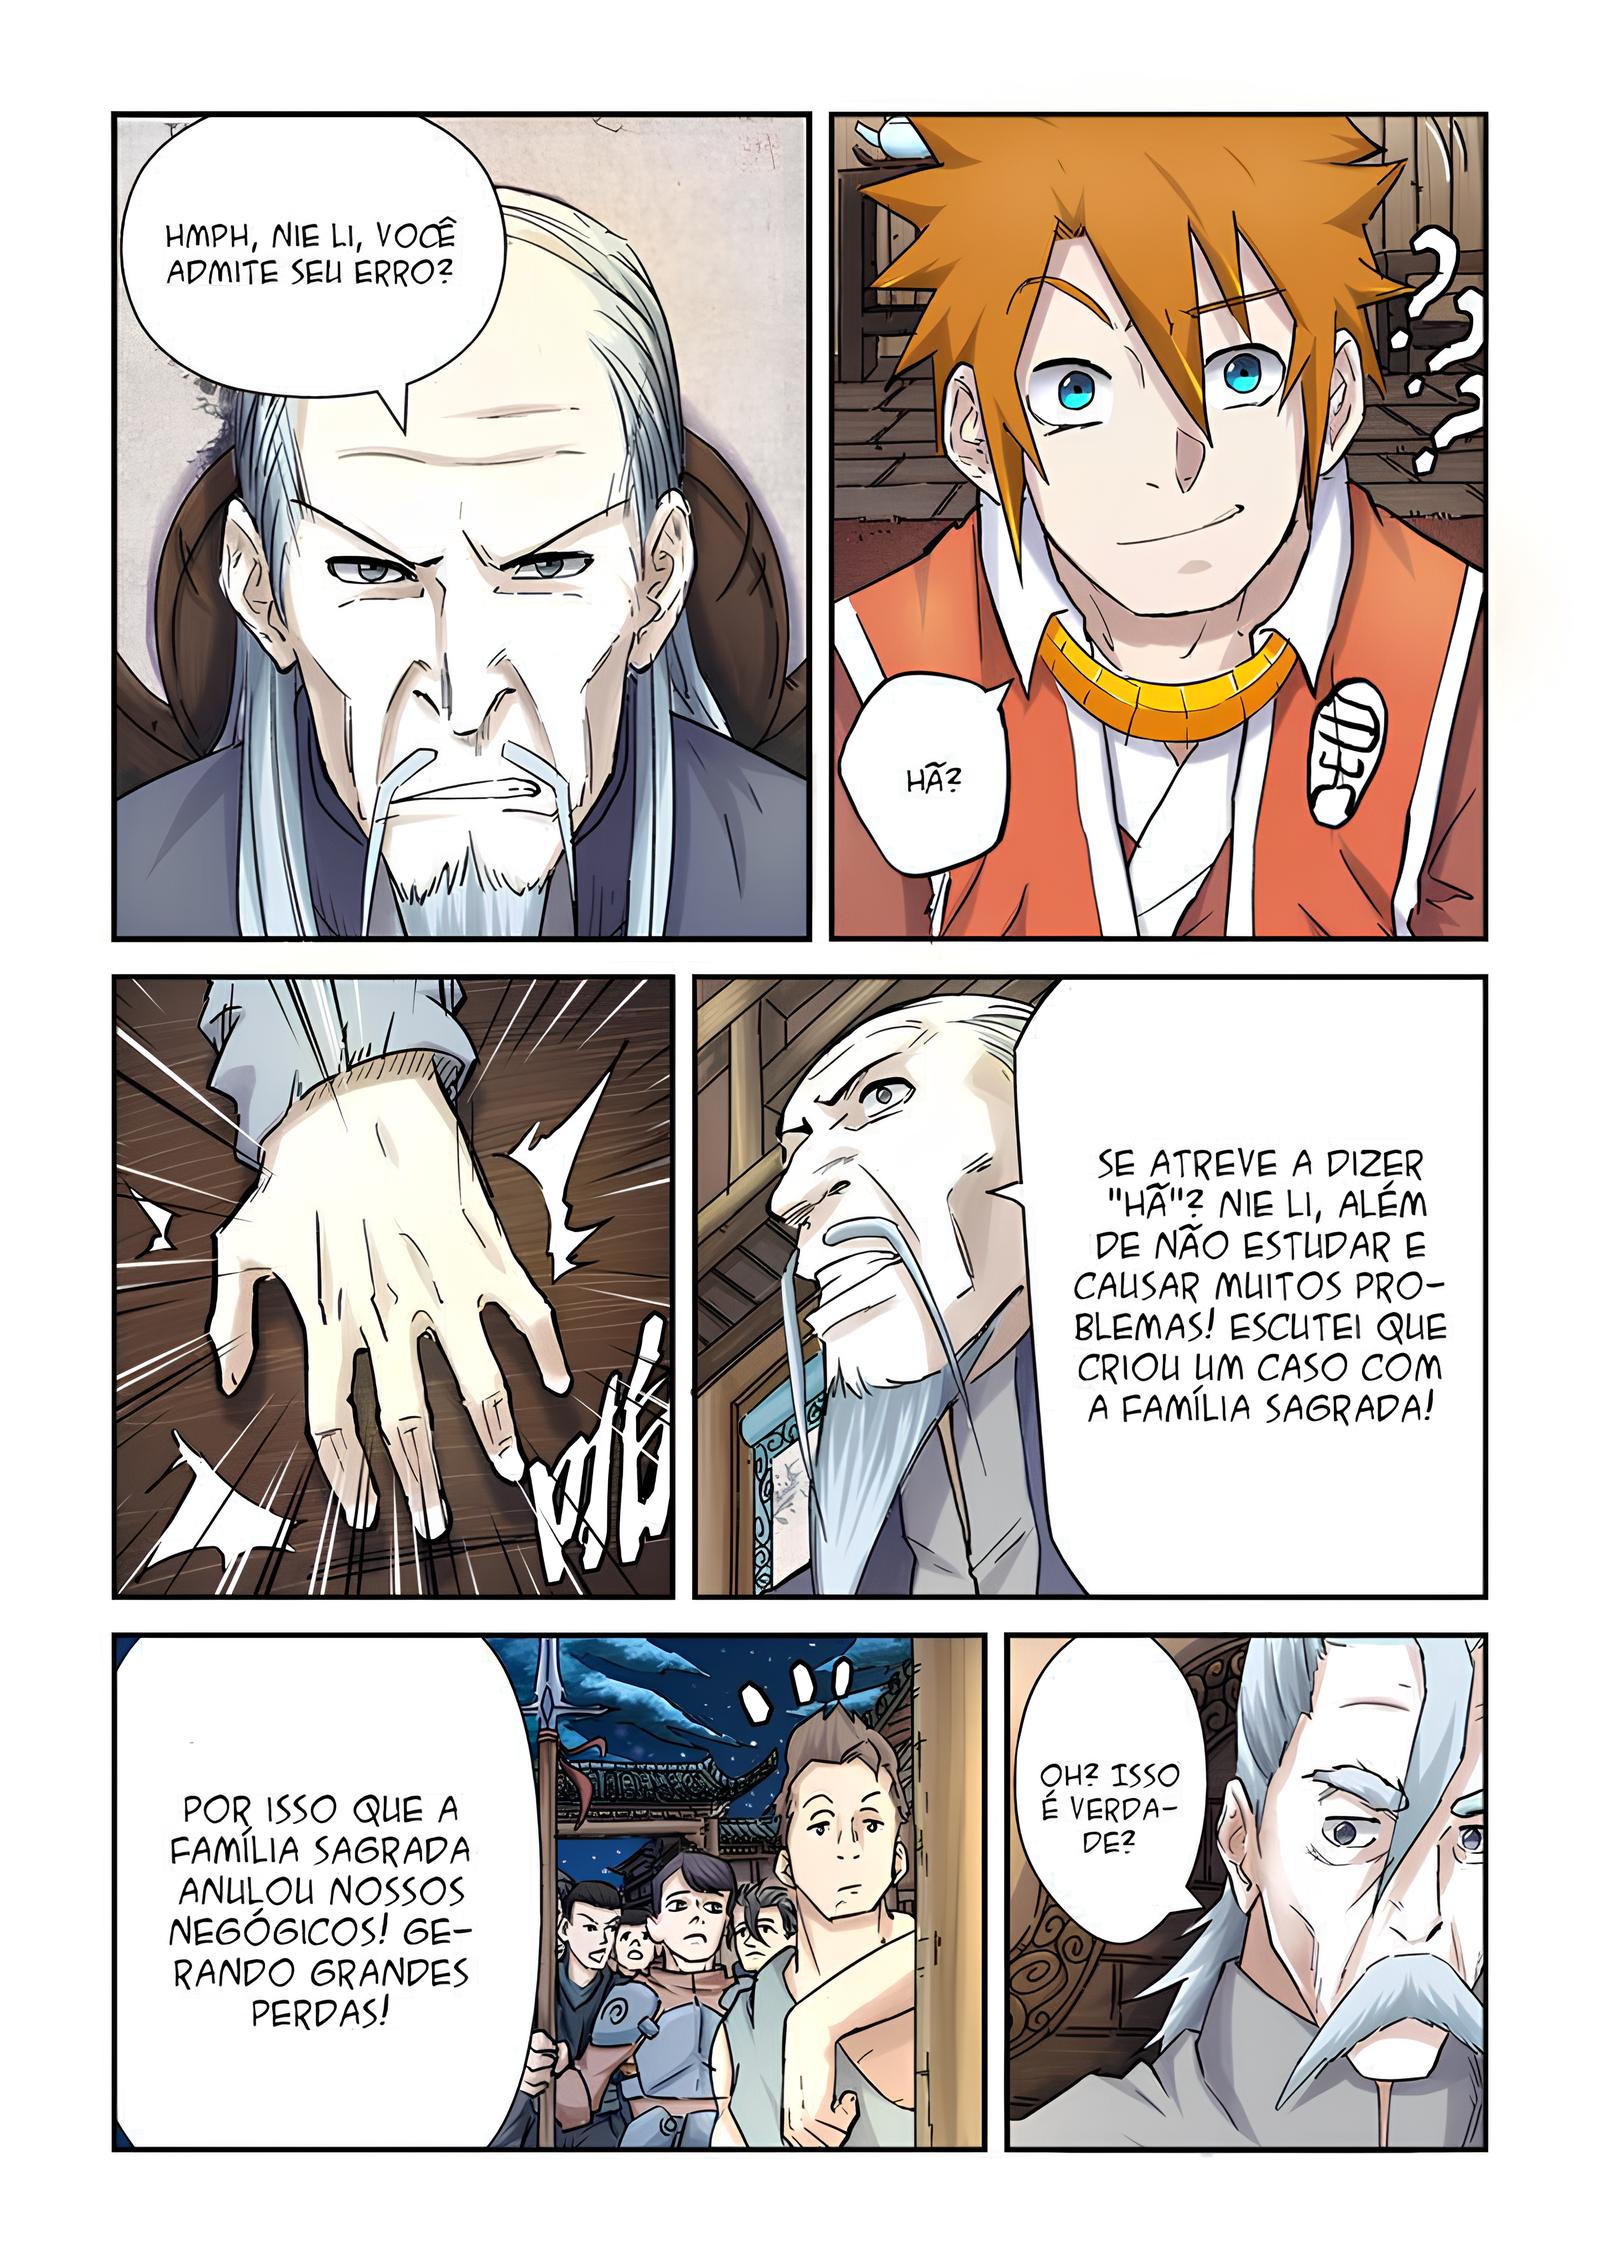 HMPH, NIE LI, VOCÊ
ADMITE SEU ERRO?
HÃ?
SE ATREVE A DIZER
"HÃ"? NIE LI, ALÉM
DE NÃO ESTUDAR E
CAUSAR MUITOS PRO-
BLEMAS! ESCUTEI QUE
CRIOU UM CASO COM
A FAMÍLIA SAGRADA!
POR ISSO QUE A
FAMÍLIA SAGRADA
ANULOU NOSSOS
NEGÓGICOS! GE-
RANDO GRANDES
PERDAS!
OH? ISSO
É VERDA-
DE?